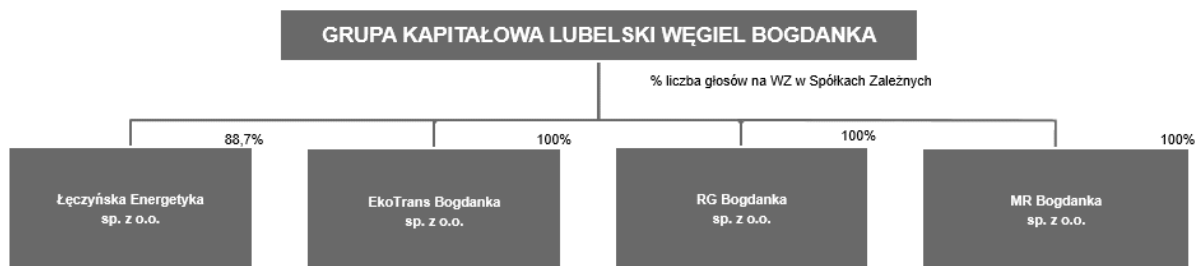 GRUPA KAPITAŁOWA LUBELSKI WĘGIEL BOGDANKA
% liczba głosów na WZ w Spółkach Zależnych
88,7%
100%
100%
100%
Łęczyńska Energetyka
sp. z o.o.
EkoTrans Bogdanka
sp. z o.o.
RG Bogdanka
sp. z o.o.
MR Bogdanka
sp. z o.o.